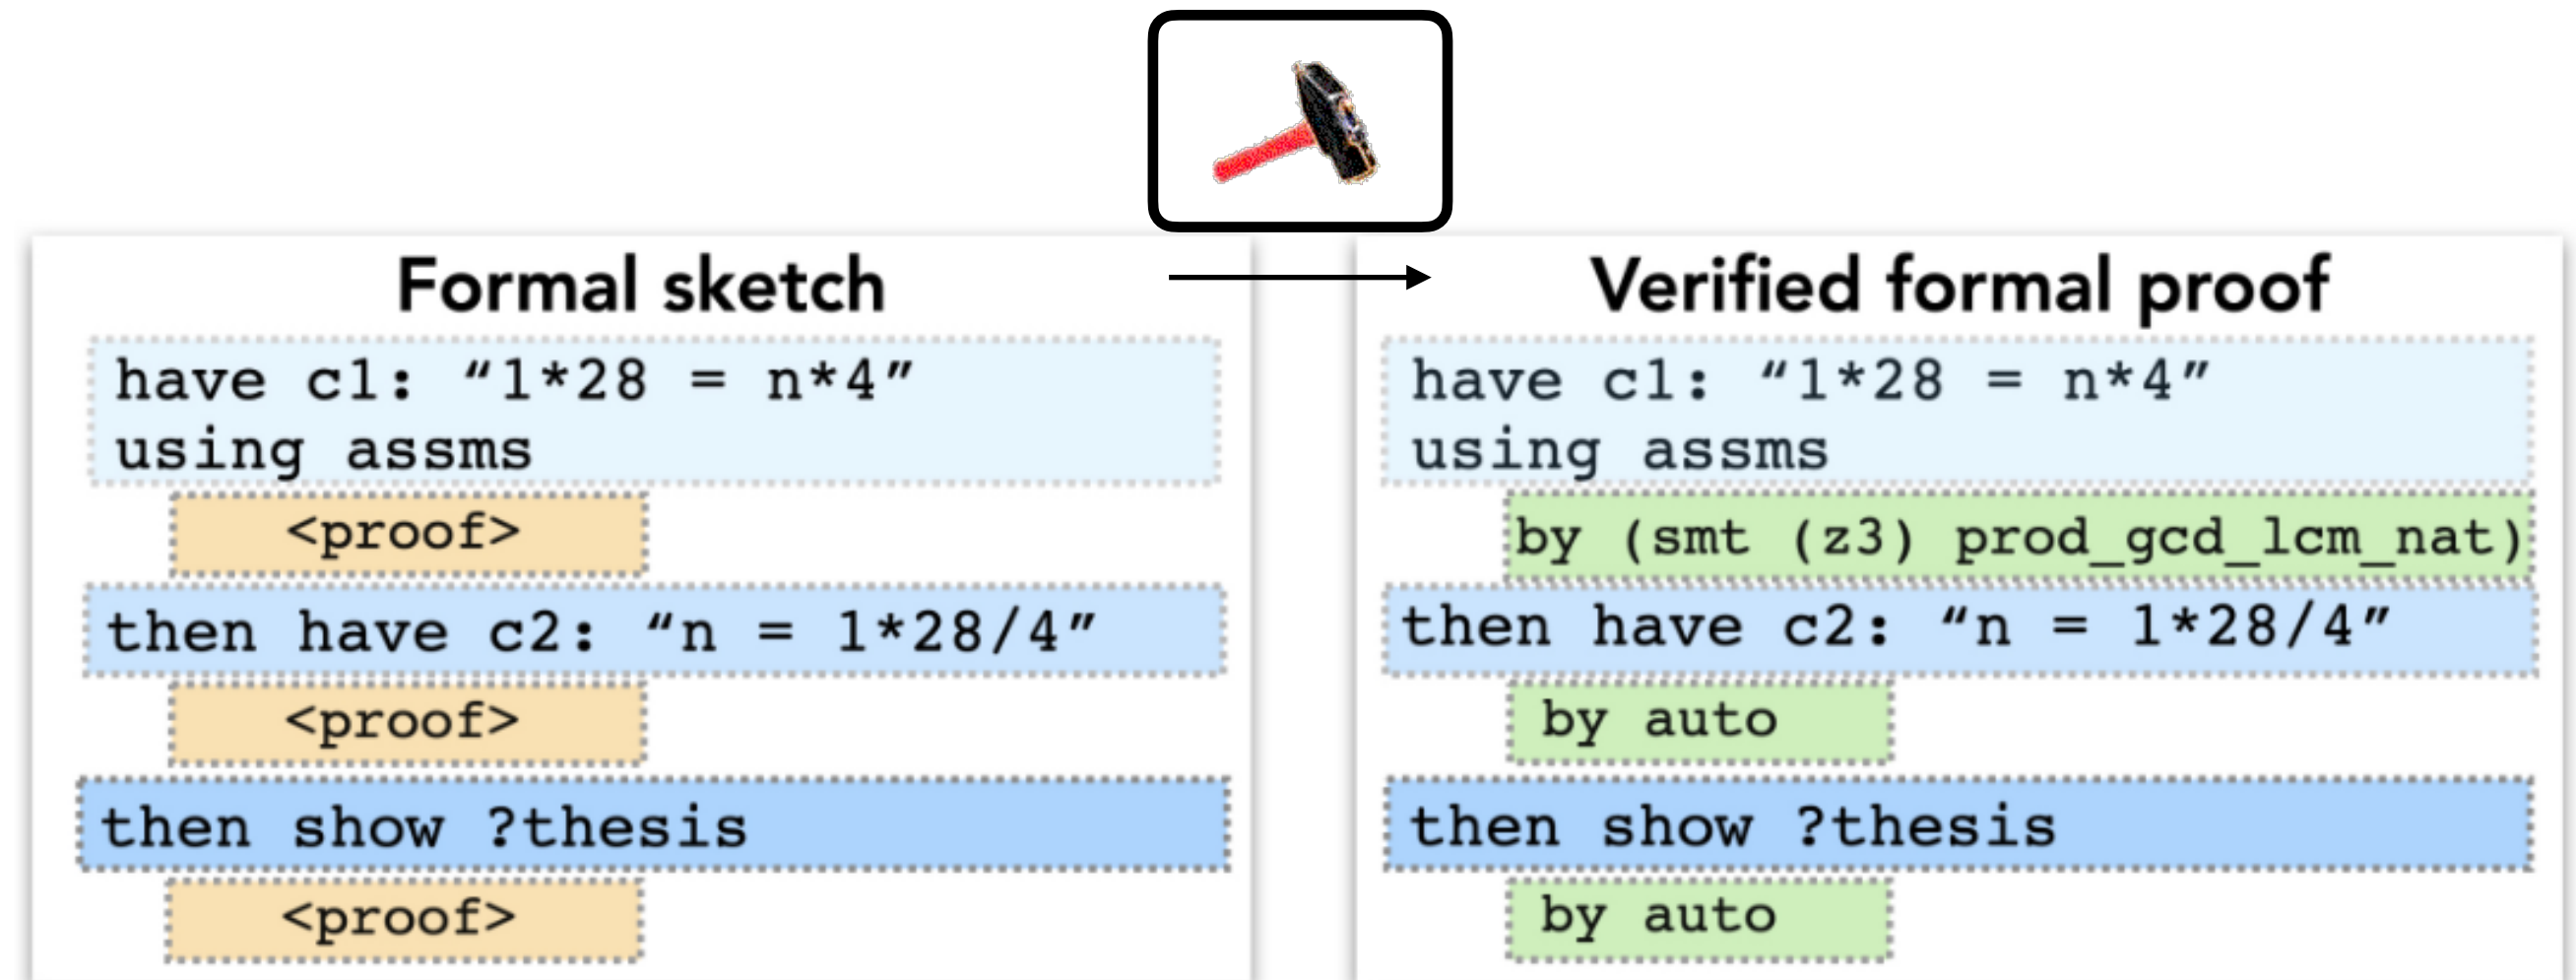 Formal sketch
have c1: “1*28 = n*4”
using assms
<proof>
then have c2: “n = 1*28/4”
<proof>
then show ?thesis
<proof>
Verified formal proof
have c1: “1*28 = n*4”
using assms
by (smt (z3) prod_gcd_lcm_nat)
then have c2: “n = 1*28/4”
by auto
then show ?thesis
by auto